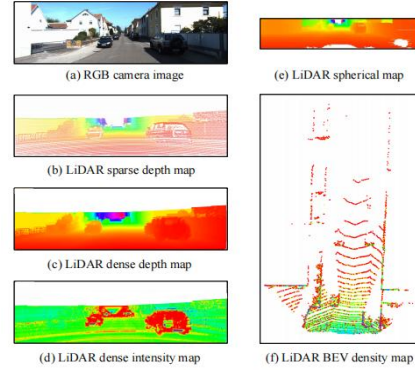 (a) RGB camera image
(b) LiDAR sparse depth map
(c) LiDAR dense depth map
(d) LiDAR dense intensity map
(e) LiDAR spherical map
(f) LiDAR BEV density map